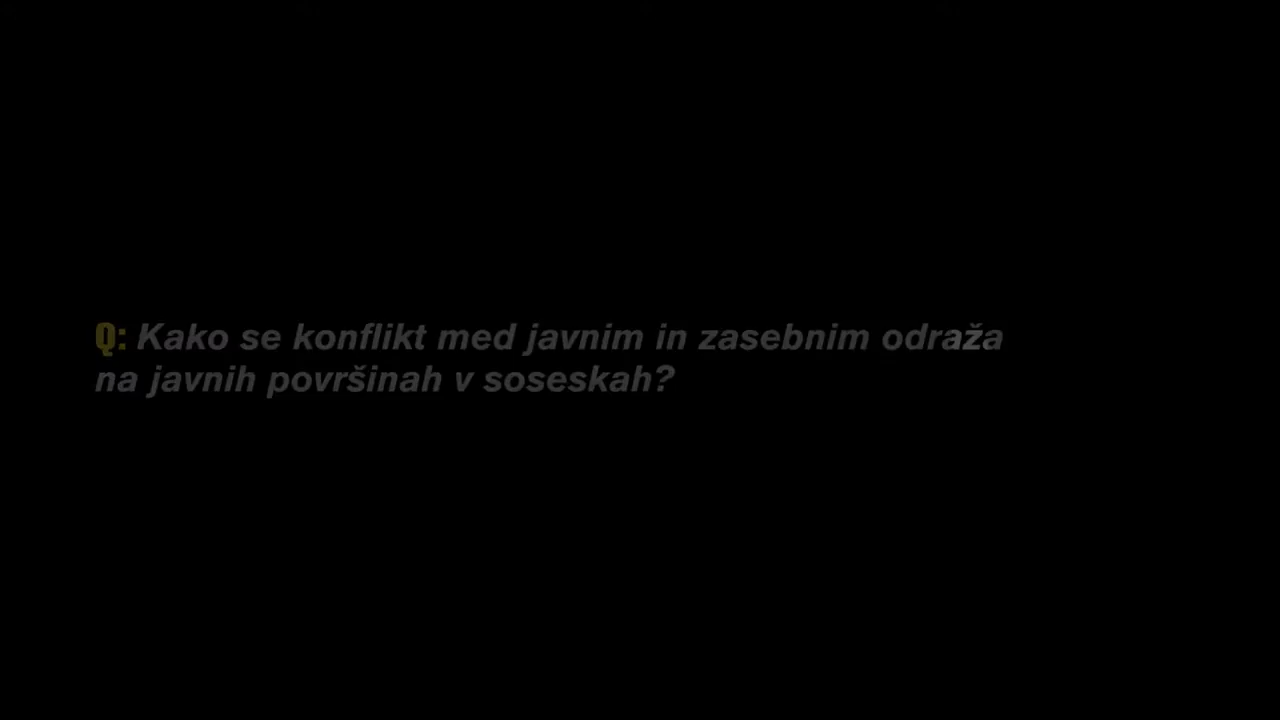 Q: Kako se konflikt med javnim in zasebnim odraža
na javnih površinah v soseskah?